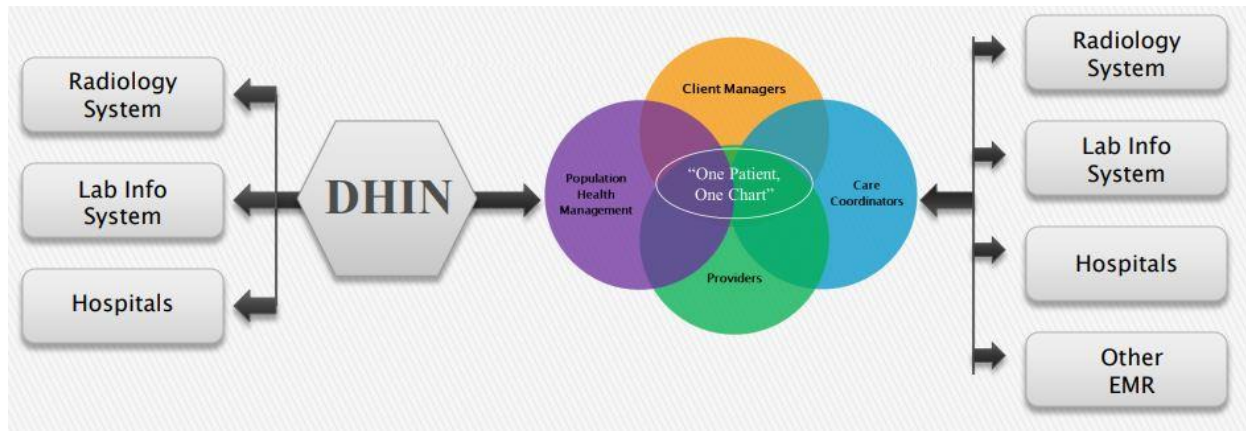 Radiology
System
Lab Info
System
Hospitals
DHIN
Client Managers
Population
Health
Management
“One Patient,
One Chart”
Care
Coordinators
Providers
Radiology
System
Lab Info
System
Hospitals
Other
EMR